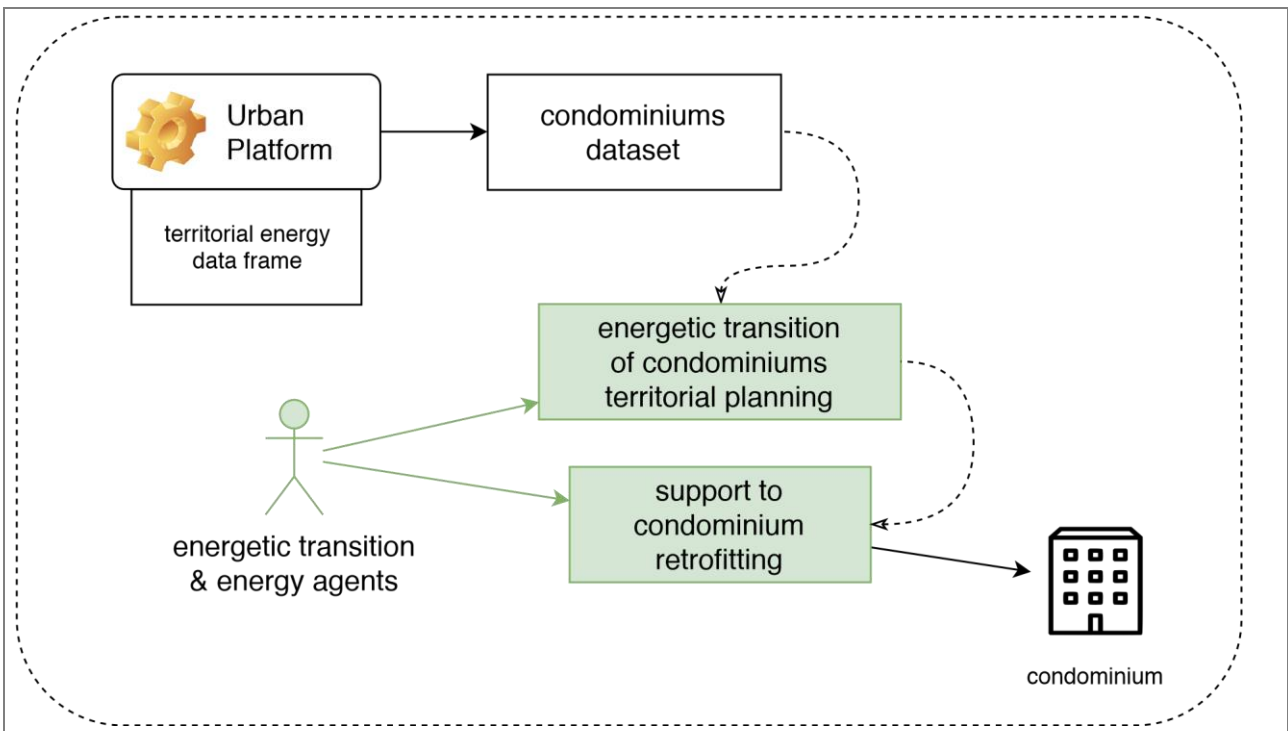 Urban
Platform
condominiums
dataset
territorial energy
data frame
energetic transition
of condominiums
territorial planning
energetic transition
& energy agents
support to
condominium
retrofitting
condominium